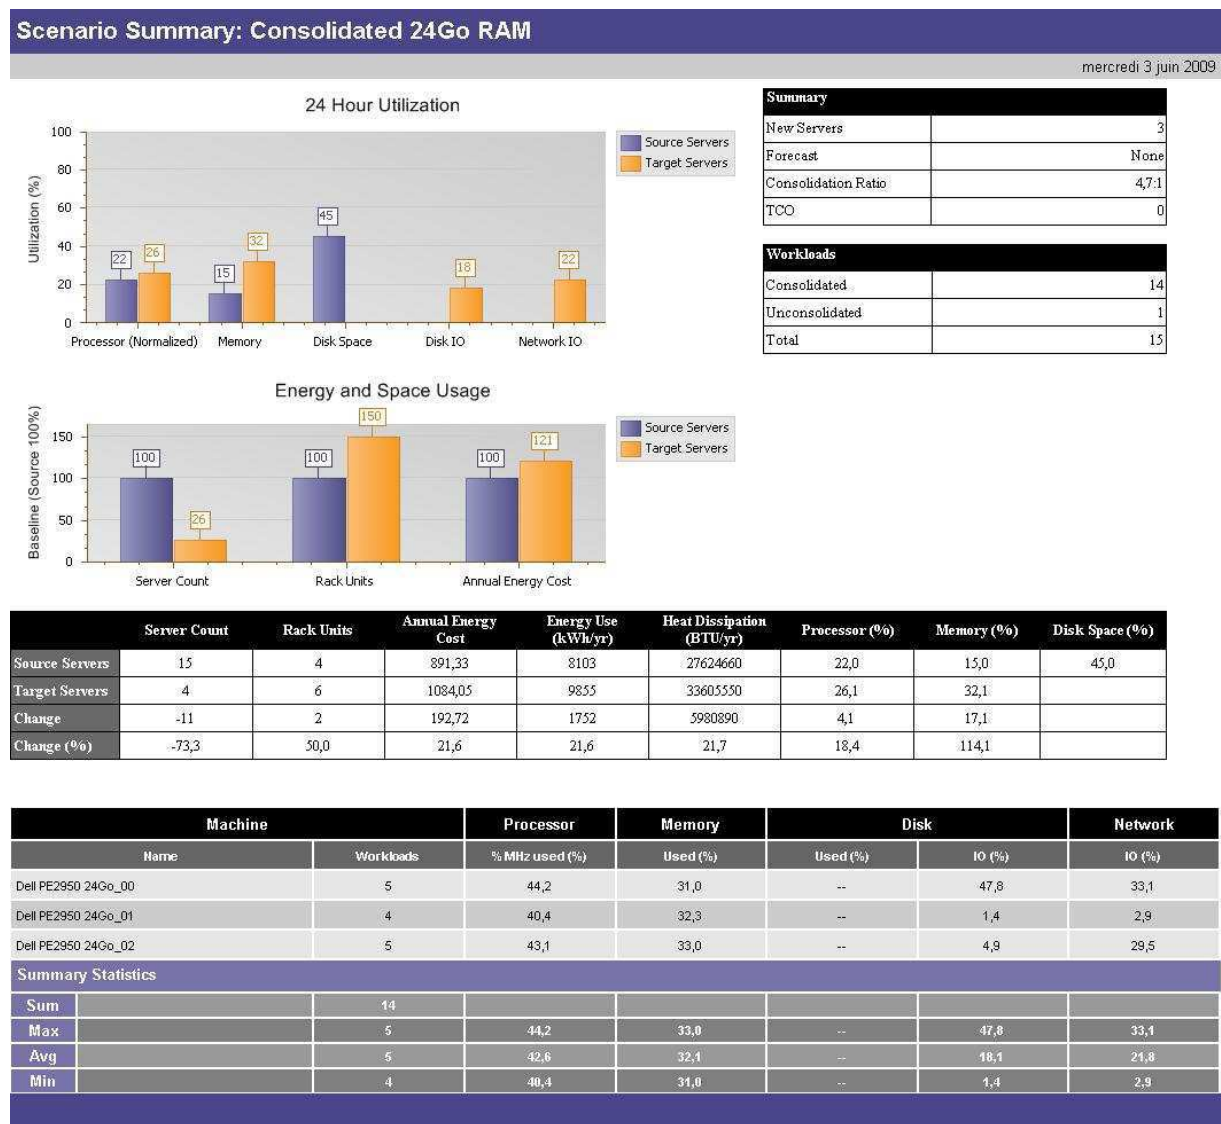 Scenario Summary: Consolidated 24Go RAM
mercredi 3 juin 2009
24 Hour Utilization
Utilization (%)
100
80
60
40
20
0
22
26
15
32
45
18
22
Processor (Normalized) Memory Disk Space Disk IO Network IO
Source Servers
Target Servers
Summary
New Servers 3
Forecast None
Consolidation Ratio 4,7:1
TCO 0
Workloads
Consolidated 14
Unconsolidated 1
Total 15
Energy and Space Usage
Baseline (Source 100%)
150
100
50
0
100
26
100
150
100
121
Server Count Rack Units Annual Energy Cost
Source Servers
Target Servers
Server Count Rack Units Annual Energy Cost Energy Use (kWh/yr) Heat Dissipation (BTU/yr) Processor (%) Memory (%) Disk Space (%)
Source Servers 15 4 891,33 8103 27624660 22,0 15,0 45,0
Target Servers 4 6 1084,05 9855 33605550 26,1 32,1
Change -11 2 192,72 1752 5980890 4,1 17,1
Change (%) -73,3 50,0 21,6 21,6 21,7 18,4 114,1
Machine Processor Memory Disk Network
Name Workloads % MHz used (%) Used (%) Used (%) IO (%) IO (%)
Dell PE2950 24Go_00 5 44,2 31,0 -- 47,8 33,1
Dell PE2950 24Go_01 4 40,4 32,3 -- 1,4 2,9
Dell PE2950 24Go_02 5 43,1 33,0 -- 4,9 29,5
Summary Statistics
Sum 14
Max 5 44,2 33,0 -- 47,8 33,1
Avg 5 42,6 32,1 -- 18,1 21,8
Min 4 40,4 31,0 -- 1,4 2,9